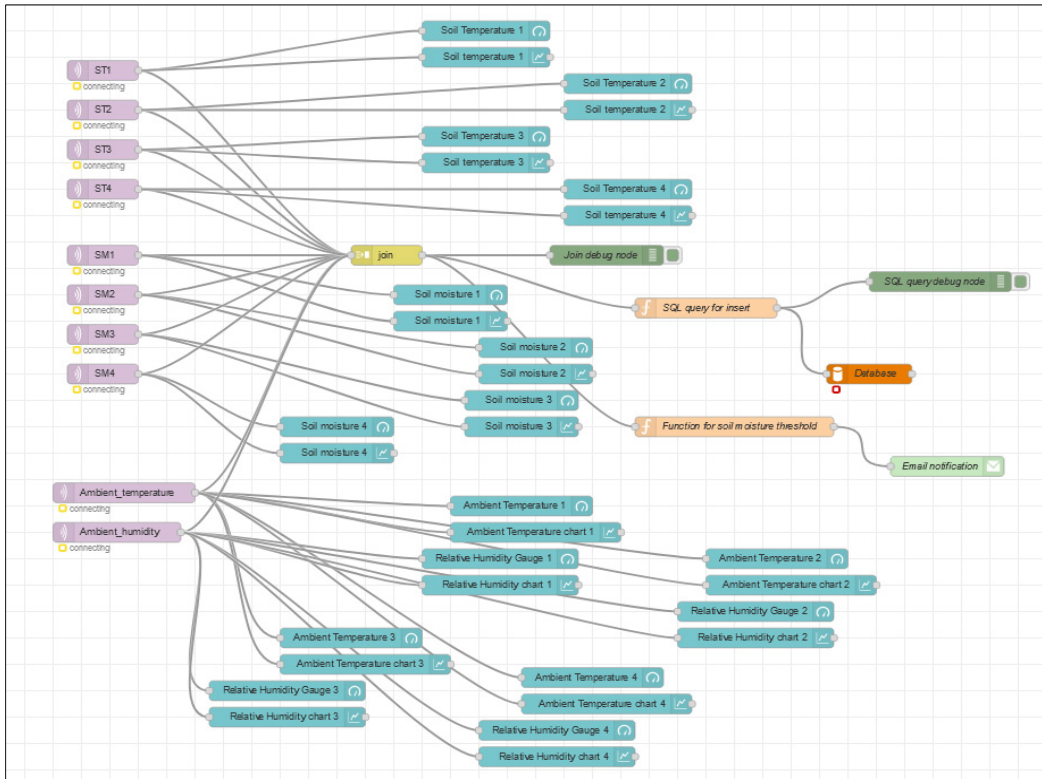 Soil Temperature 1
Soil temperature 1
ST1
connecting
Soil Temperature 2
ST2
Soil temperature 2
connecting
Soil Temperature 3
ST3
Soil temperature 3
connecting
ST4
Soil Temperature 4
connecting
Soil temperature 4
SM1
join
Join debug node
connecting
SQL query debug node
SM2
Soil moisture 1
connecting
SQL query for insert
Soil moisture 1
SM3
connecting
Soil moisture 2
SM4
Soil moisture 2
Database
connecting
Soil moisture 3
Soil moisture 4
Soil moisture 3
Function for soil moisture threshold
Soil moisture 4
Email notification
Ambient_temperature
connecting
Ambient Temperature 1
Ambient_humidity
Ambient Temperature chart 1
connecting
Relative Humidity Gauge 1
Ambient Temperature 2
Relative Humidity chart 1
Ambient Temperature chart 2
Relative Humidity Gauge 2
Ambient Temperature 3
Relative Humidity chart 2
Ambient Temperature chart 3
Ambient Temperature 4
Relative Humidity Gauge 3
Ambient Temperature chart 4
Relative Humidity chart 3
Relative Humidity Gauge 4
Relative Humidity chart 4